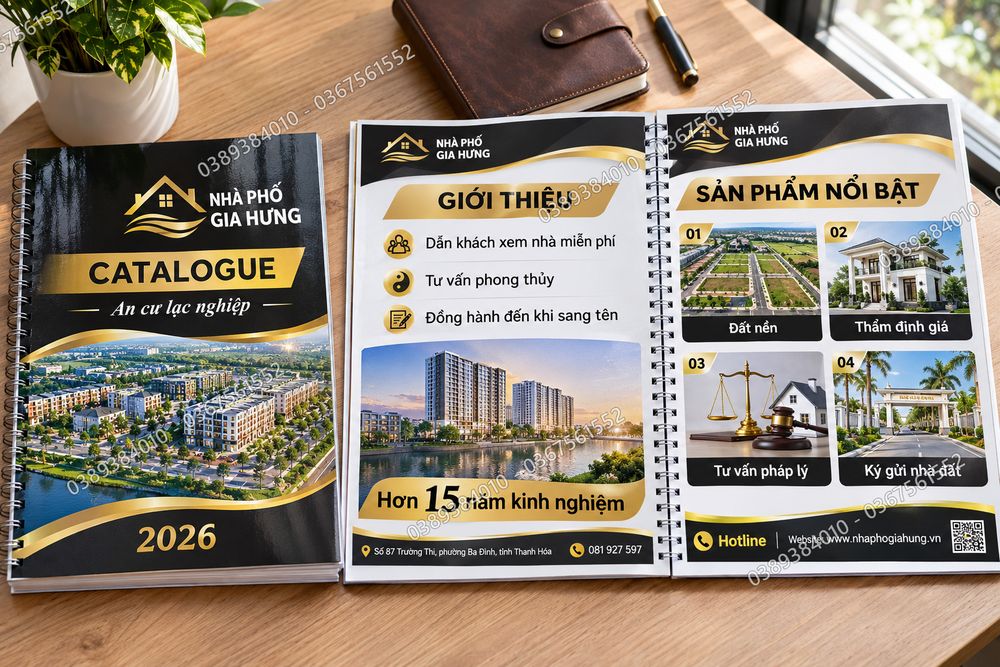 NHÀ PHỐ
GIA HƯNG
CATALOGUE
An cư lạc nghiệp
2026
NHÀ PHỐ
GIA HƯNG
GIỚI THIỆU
Dẫn khách xem nhà miễn phí
Tư vấn phong thủy
Đồng hành đến khi sang tên
Hơn 15 năm kinh nghiệm
Số 87 Trường Thi, phường Ba Đình, tỉnh Thanh Hóa
081 927 597
NHÀ PHỐ
GIA HƯNG
SẢN PHẨM NỔI BẬT
01
Đất nền
02
Thẩm định giá
03
Tư vấn pháp lý
04
Ký gửi nhà đất
Hotline
Website: www.nhaphogiahung.vn
0389384010 - 0367561552